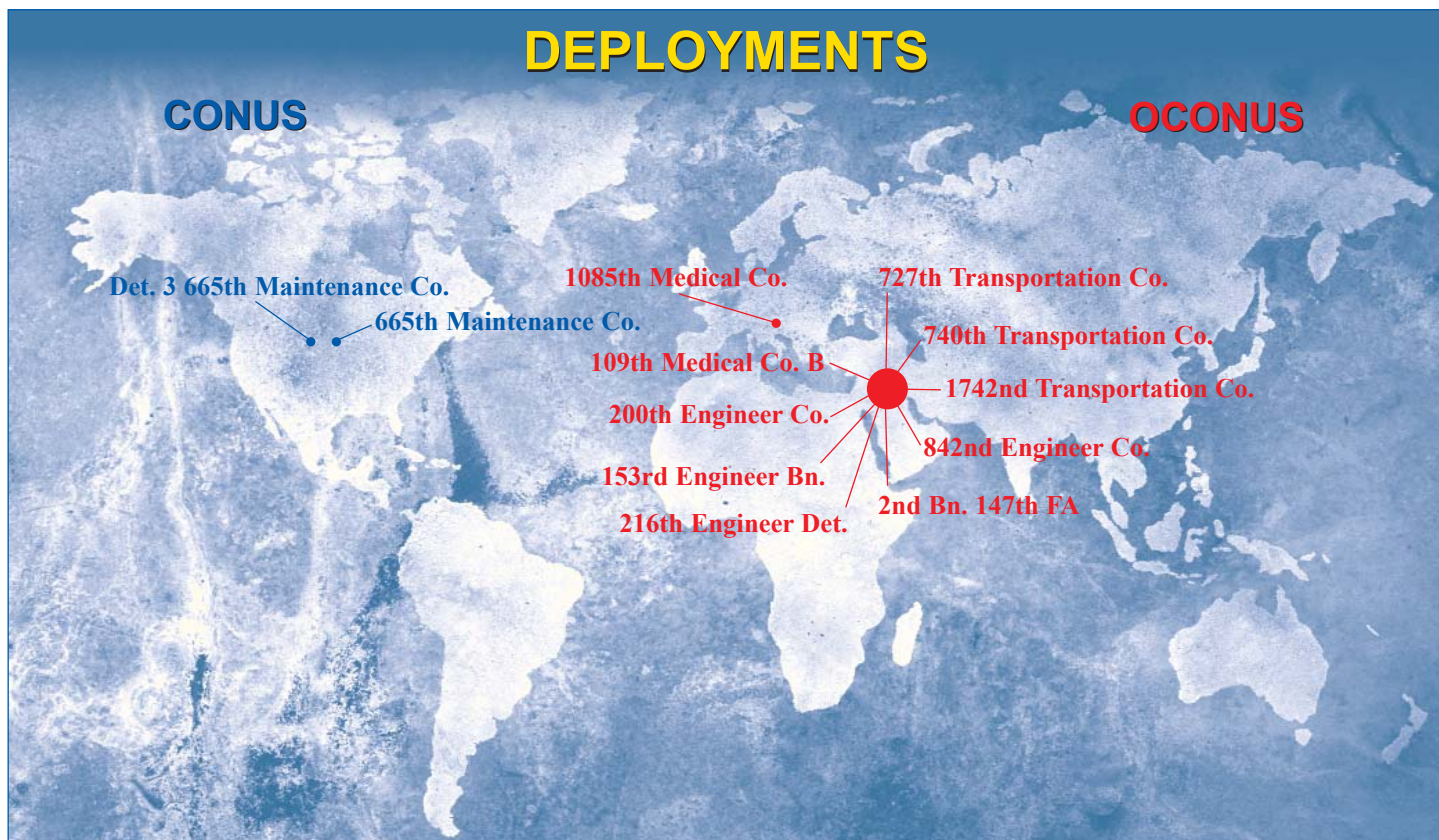 DEPLOYMENTS
CONUS
OCONUS
Det. 3 665th Maintenance Co.
665th Maintenance Co.
1085th Medical Co.
727th Transportation Co.
740th Transportation Co.
109th Medical Co. B
1742nd Transportation Co.
200th Engineer Co.
842nd Engineer Co.
153rd Engineer Bn.
2nd Bn. 147th FA
216th Engineer Det.